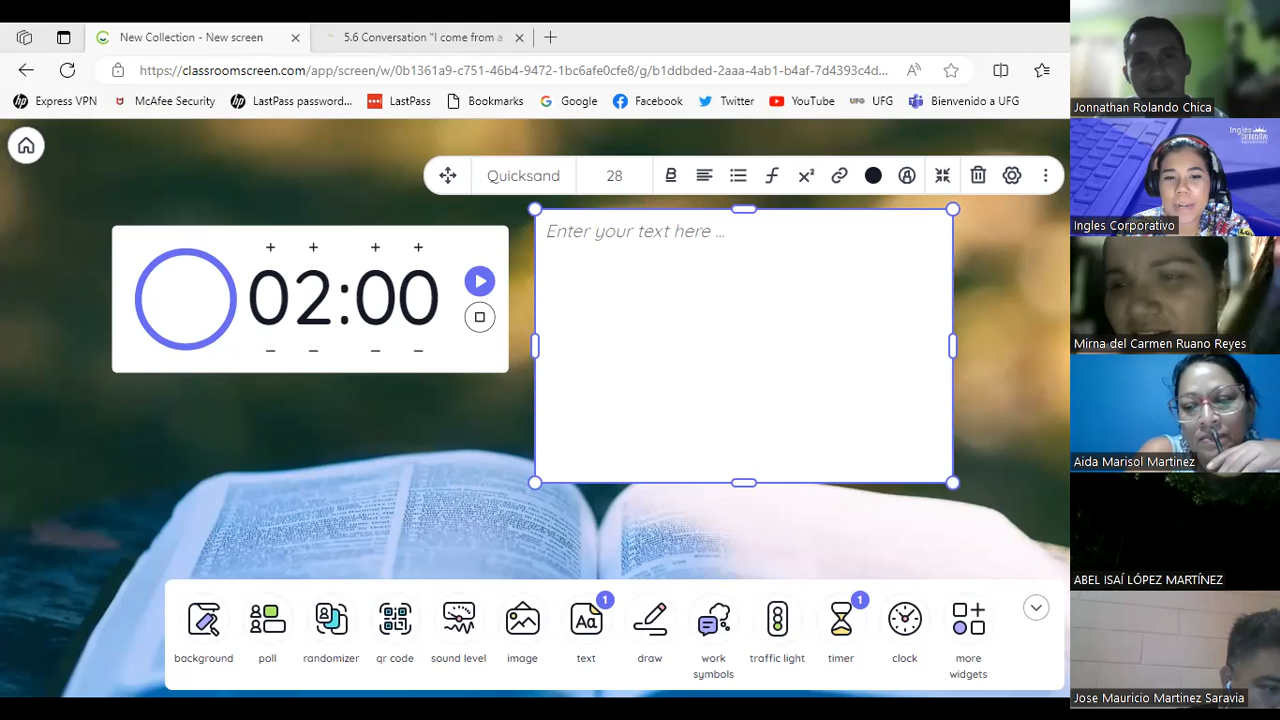 New Collection - New screen
5.6 Conversation "I come from a
https://classroomscreen.com/app/screen/w/0b1361a9-c751-46b4-9472-1bc6afe0cfe8/g/b1ddbded-2aaa-4ab1-b4af-7d4393c4d...
Express VPN McAfee Security LastPass password... LastPass Bookmarks Google Facebook Twitter YouTube UFG UFG Bienvenido a UFG
Quicksand 28
Enter your text here ...
02:00
1 1
background poll randomizer qr code sound level image text draw work symbols traffic light timer clock more widgets
Jonnathan Rolando Chica
Ingles
Ingles Corporativo
Mirna del Carmen Ruano Reyes
Aida Marisol Martinez
ABEL ISAÍ LÓPEZ MARTÍNEZ
Jose Mauricio Martinez Saravia